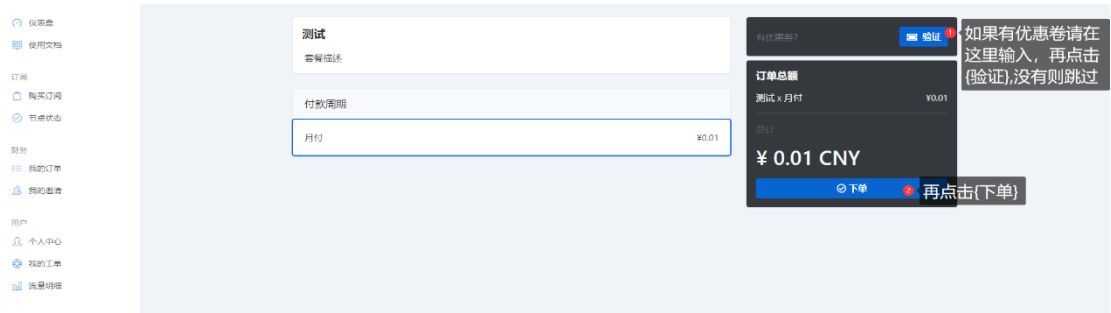 仪表盘
使用文档
订阅
购买订阅
节点状态
财务
我的订单
我的邀请
用户
个人中心
我的工单
流量明细
测试
套餐描述
付款周期
月付 ¥0.01
有优惠券?
验证
1
如果有优惠卷请在
这里输入，再点击
{验证},没有则跳过
订单总额
测试 x 月付 ¥0.01
总计
¥ 0.01 CNY
下单
2
再点击{下单}